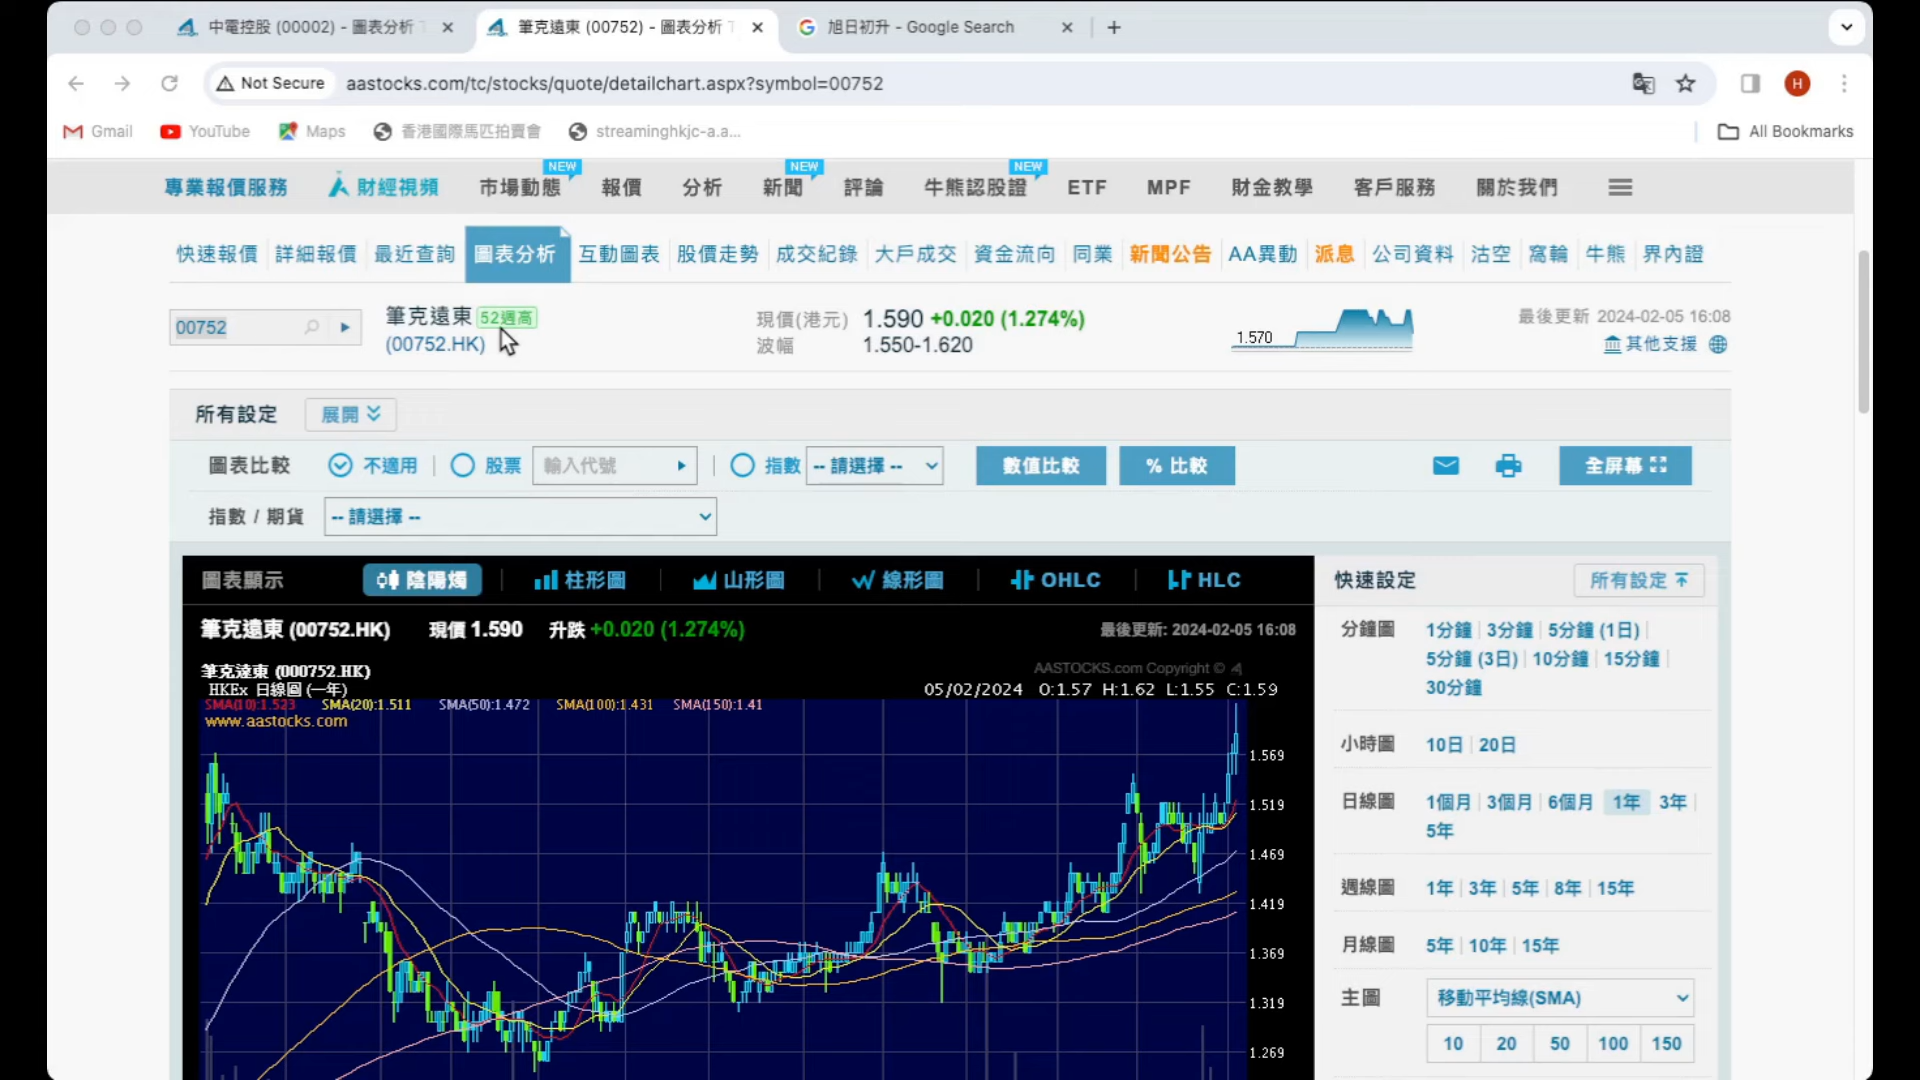 中電控股 (00002) - 圖表分析
筆克遠東 (00752) - 圖表分析
旭日初升 - Google Search
Not Secure
aastocks.com/tc/stocks/quote/detailchart.aspx?symbol=00752
H
Gmail
YouTube
Maps
香港國際馬匹拍賣會
streaminghkjc-a.a...
All Bookmarks
NEW NEW NEW
專業報價服務 財經視頻 市場動態 報價 分析 新聞 評論 牛熊認股證 ETF MPF 財金教學 客戶服務 關於我們
快速報價 詳細報價 最近查詢 圖表分析 互動圖表 股價走勢 成交紀錄 大戶成交 資金流向 同業 新聞公告 AA異動 派息 公司資料 沽空 窩輪 牛熊 界內證
00752
筆克遠東 52週高
(00752.HK)
現價(港元) 1.590 +0.020 (1.274%)
波幅 1.550-1.620
1.570
最後更新 2024-02-05 16:08
其他支援
所有設定 展開
圖表比較 不適用 股票 輸入代號 指數 -- 請選擇 -- 數值比較 % 比較 全屏幕
指數 / 期貨 -- 請選擇 --
圖表顯示 陰陽燭 柱形圖 山形圖 線形圖 OHLC HLC
筆克遠東 (00752.HK) 現價 1.590 升跌 +0.020 (1.274%) 最後更新: 2024-02-05 16:08
筆克遠東 (000752.HK)
AASTOCKS.com Copyright ©
HKEx 日線圖 (一年)
05/02/2024 O:1.57 H:1.62 L:1.55 C:1.59
SMA(10):1.523 SMA(20):1.511 SMA(50):1.472 SMA(100):1.431 SMA(150):1.41
www.aastocks.com
1.569
1.519
1.469
1.419
1.369
1.319
1.269
快速設定 所有設定
分鐘圖 1分鐘 3分鐘 5分鐘 (1日)
5分鐘 (3日) 10分鐘 15分鐘
30分鐘
小時圖 10日 20日
日線圖 1個月 3個月 6個月 1年 3年
5年
週線圖 1年 3年 5年 8年 15年
月線圖 5年 10年 15年
主圖 移動平均線(SMA)
10 20 50 100 150